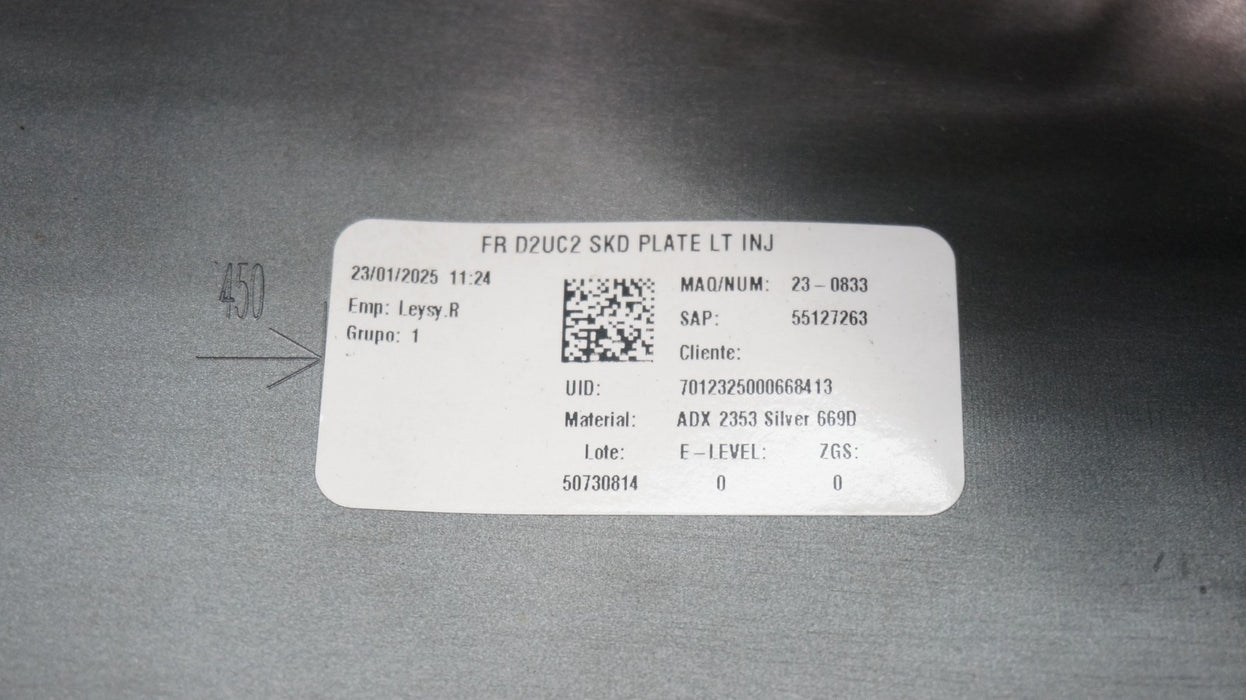 FR D2UC2 SKD PLATE LT INJ
23/01/2025 11:24
Emp: Leysy.R
Grupo: 1
MAQ/NUM: 23-0833
SAP: 55127263
Cliente:
UID: 7012325000668413
Material: ADX 2353 Silver 669D
Lote: E-LEVEL: ZGS:
50730814 0 0
450